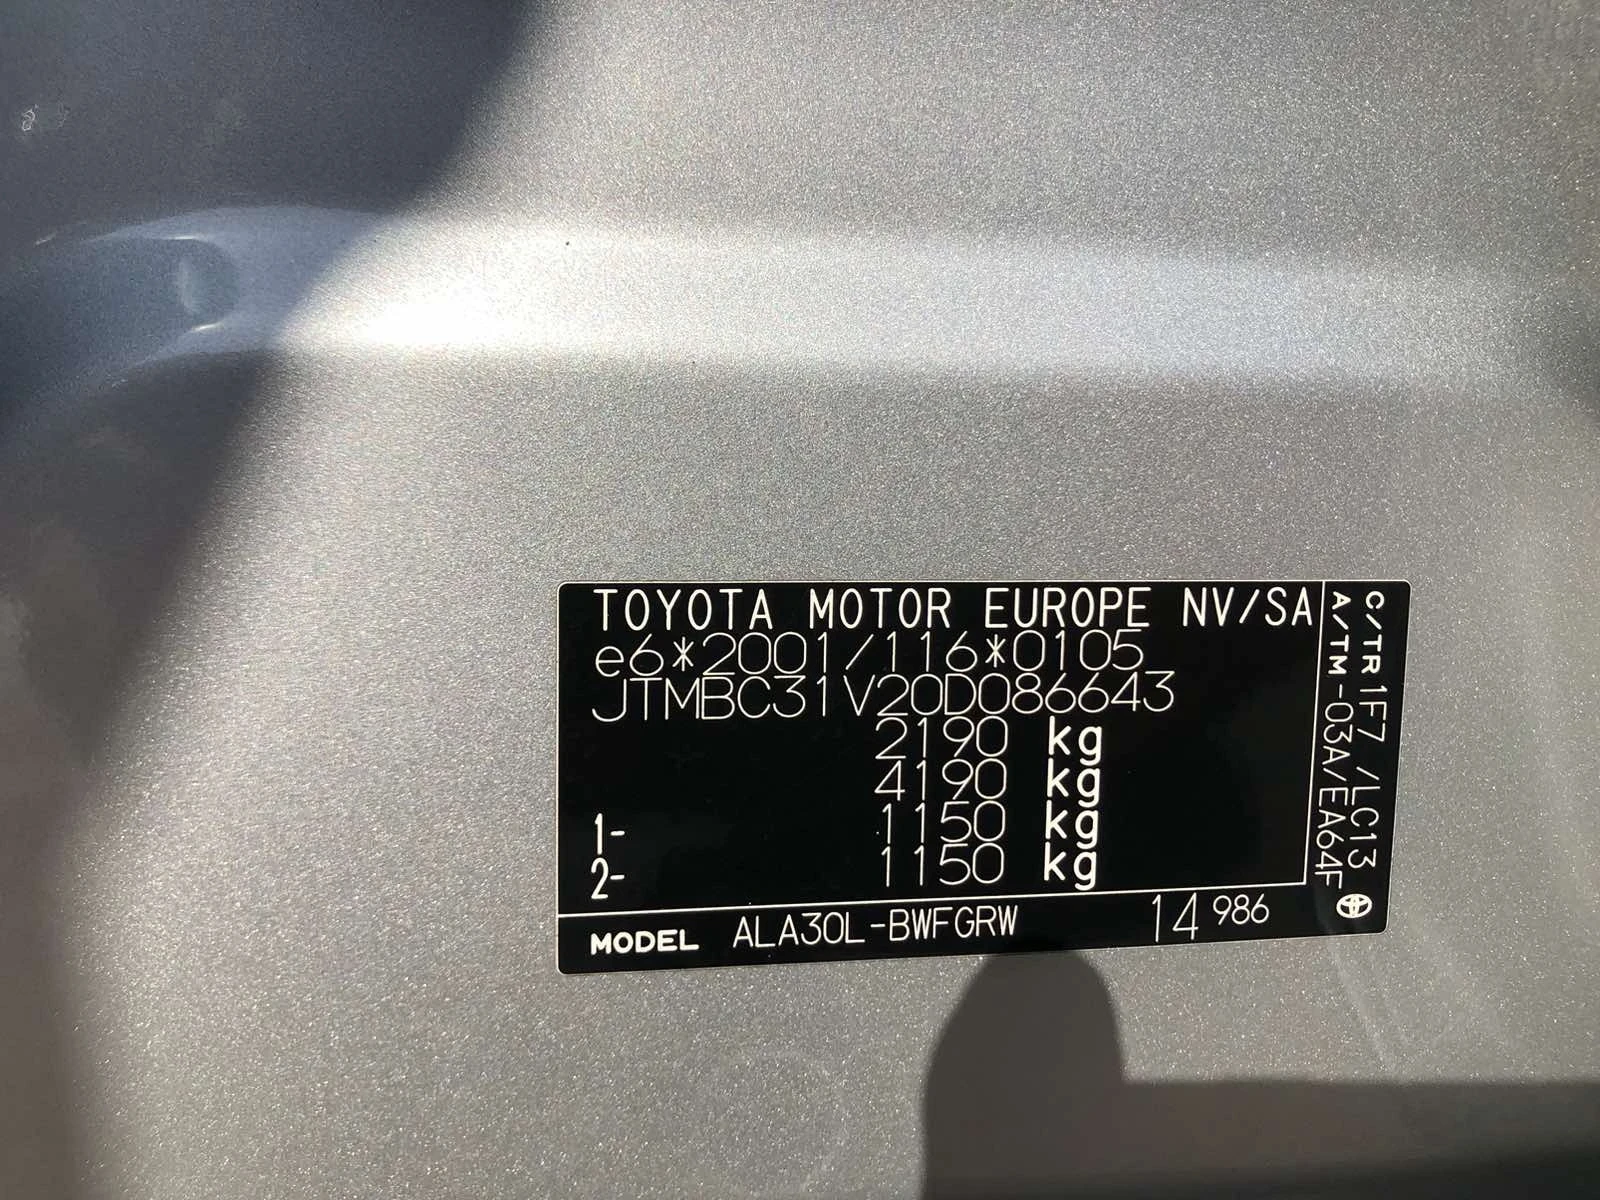 TOYOTA MOTOR EUROPE NV/SA
e6*2001/116*0105
JTMBC31V20D086643
2190 kg
4190 kg
1- 1150 kg
2- 1150 kg
MODEL ALA30L-BWFGRW 14 986
C/TR 1F7 /LC13
A/TM -03A/EA64F